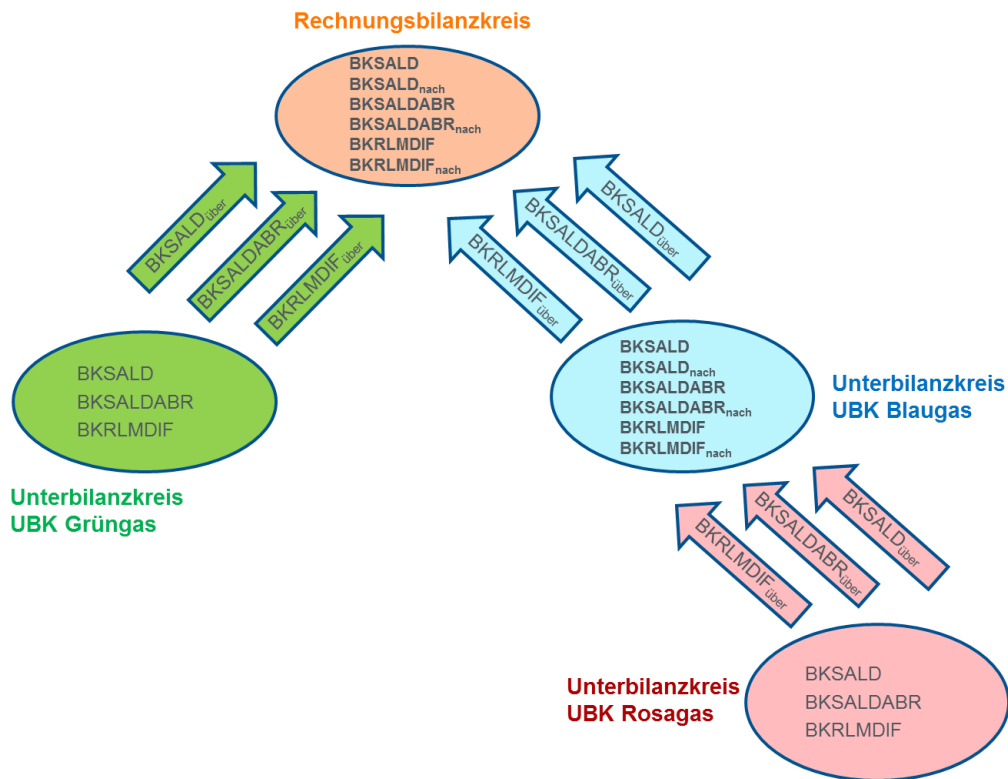 Rechnungsbilanzkreis
BKSALD
BKSALDnach
BKSALDABR
BKSALDABRnach
BKRLMDIF
BKRLMDIFnach
BKSALDüber
BKSALDABRüber
BKRLMDIFüber
BKRLMDIFüber
BKSALDABRüber
BKSALDüber
BKSALD
BKSALDABR
BKRLMDIF
Unterbilanzkreis
UBK Grüngas
BKSALD
BKSALDnach
BKSALDABR
BKSALDABRnach
BKRLMDIF
BKRLMDIFnach
Unterbilanzkreis
UBK Blaugas
BKRLMDIFüber
BKSALDABRüber
BKSALDüber
Unterbilanzkreis
UBK Rosagas
BKSALD
BKSALDABR
BKRLMDIF